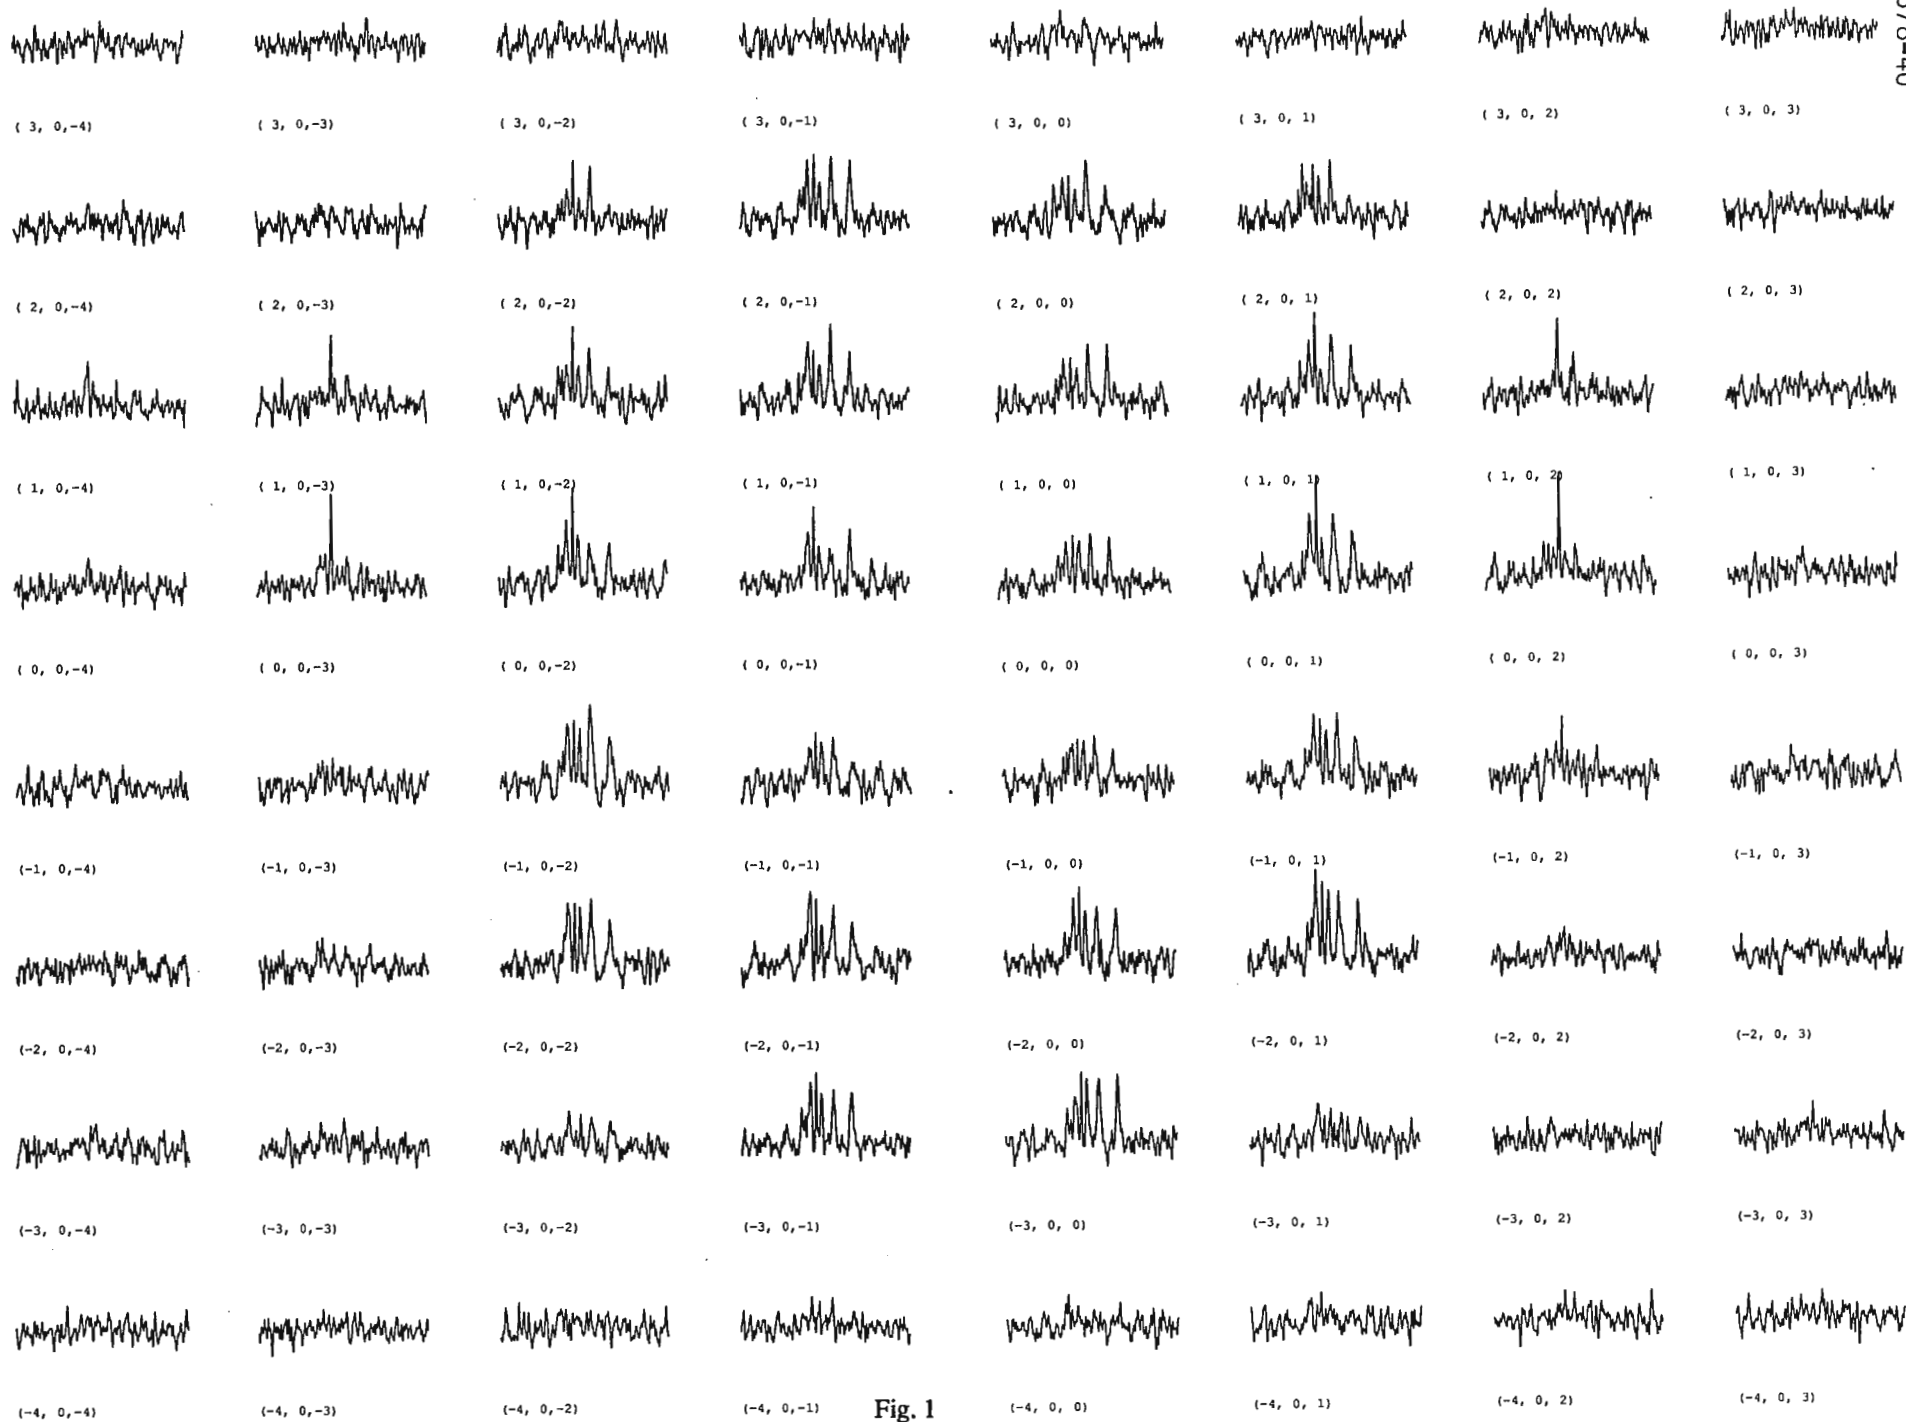 ( 3, 0,-4) ( 3, 0,-3) ( 3, 0,-2) ( 3, 0,-1) ( 3, 0, 0) ( 3, 0, 1) ( 3, 0, 2) ( 3, 0, 3)
( 2, 0,-4) ( 2, 0,-3) ( 2, 0,-2) ( 2, 0,-1) ( 2, 0, 0) ( 2, 0, 1) ( 2, 0, 2) ( 2, 0, 3)
( 1, 0,-4) ( 1, 0,-3) ( 1, 0,-2) ( 1, 0,-1) ( 1, 0, 0) ( 1, 0, 1) ( 1, 0, 2) ( 1, 0, 3)
( 0, 0,-4) ( 0, 0,-3) ( 0, 0,-2) ( 0, 0,-1) ( 0, 0, 0) ( 0, 0, 1) ( 0, 0, 2) ( 0, 0, 3)
(-1, 0,-4) (-1, 0,-3) (-1, 0,-2) (-1, 0,-1) (-1, 0, 0) (-1, 0, 1) (-1, 0, 2) (-1, 0, 3)
(-2, 0,-4) (-2, 0,-3) (-2, 0,-2) (-2, 0,-1) (-2, 0, 0) (-2, 0, 1) (-2, 0, 2) (-2, 0, 3)
(-3, 0,-4) (-3, 0,-3) (-3, 0,-2) (-3, 0,-1) (-3, 0, 0) (-3, 0, 1) (-3, 0, 2) (-3, 0, 3)
(-4, 0,-4) (-4, 0,-3) (-4, 0,-2) (-4, 0,-1) (-4, 0, 0) (-4, 0, 1) (-4, 0, 2) (-4, 0, 3)
Fig. 1